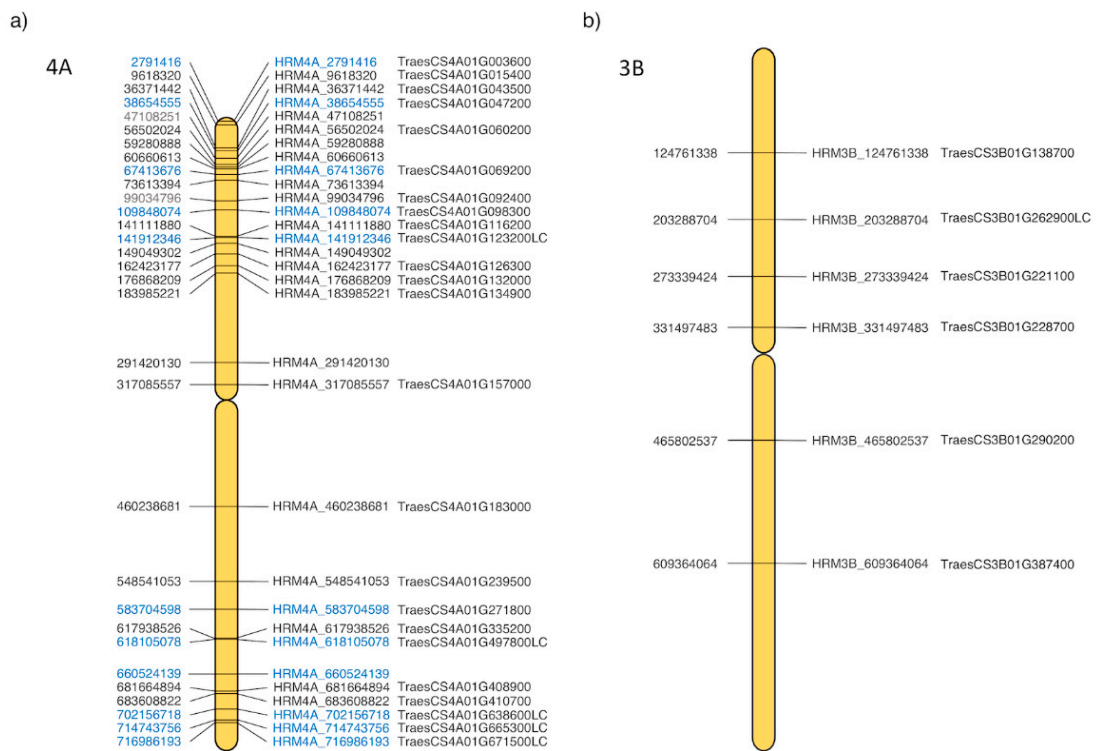 a)
b)
4A
3B
2791416 HRM4A_2791416 TraesCS4A01G003600
9618320 HRM4A_9618320 TraesCS4A01G015400
36371442 HRM4A_36371442 TraesCS4A01G043500
38654555 HRM4A_38654555 TraesCS4A01G047200
47108251 HRM4A_47108251
56502024 HRM4A_56502024 TraesCS4A01G060200
59280888 HRM4A_59280888
60660613 HRM4A_60660613
67413676 HRM4A_67413676 TraesCS4A01G069200
73613394 HRM4A_73613394
99034796 HRM4A_99034796 TraesCS4A01G092400
109848074 HRM4A_109848074 TraesCS4A01G098300
141111880 HRM4A_141111880 TraesCS4A01G116200
141912346 HRM4A_141912346 TraesCS4A01G123200LC
149049302 HRM4A_149049302
162423177 HRM4A_162423177 TraesCS4A01G126300
176868209 HRM4A_176868209 TraesCS4A01G132000
183985221 HRM4A_183985221 TraesCS4A01G134900
291420130 HRM4A_291420130
317085557 HRM4A_317085557 TraesCS4A01G157000
460238681 HRM4A_460238681 TraesCS4A01G183000
548541053 HRM4A_548541053 TraesCS4A01G239500
583704598 HRM4A_583704598 TraesCS4A01G271800
617938526 HRM4A_617938526 TraesCS4A01G335200
618105078 HRM4A_618105078 TraesCS4A01G497800LC
660524139 HRM4A_660524139
681664894 HRM4A_681664894 TraesCS4A01G408900
683608822 HRM4A_683608822 TraesCS4A01G410700
702156718 HRM4A_702156718 TraesCS4A01G638600LC
714743756 HRM4A_714743756 TraesCS4A01G665300LC
716986193 HRM4A_716986193 TraesCS4A01G671500LC
124761338 HRM3B_124761338 TraesCS3B01G138700
203288704 HRM3B_203288704 TraesCS3B01G262900LC
273339424 HRM3B_273339424 TraesCS3B01G221100
331497483 HRM3B_331497483 TraesCS3B01G228700
465802537 HRM3B_465802537 TraesCS3B01G290200
609364064 HRM3B_609364064 TraesCS3B01G387400